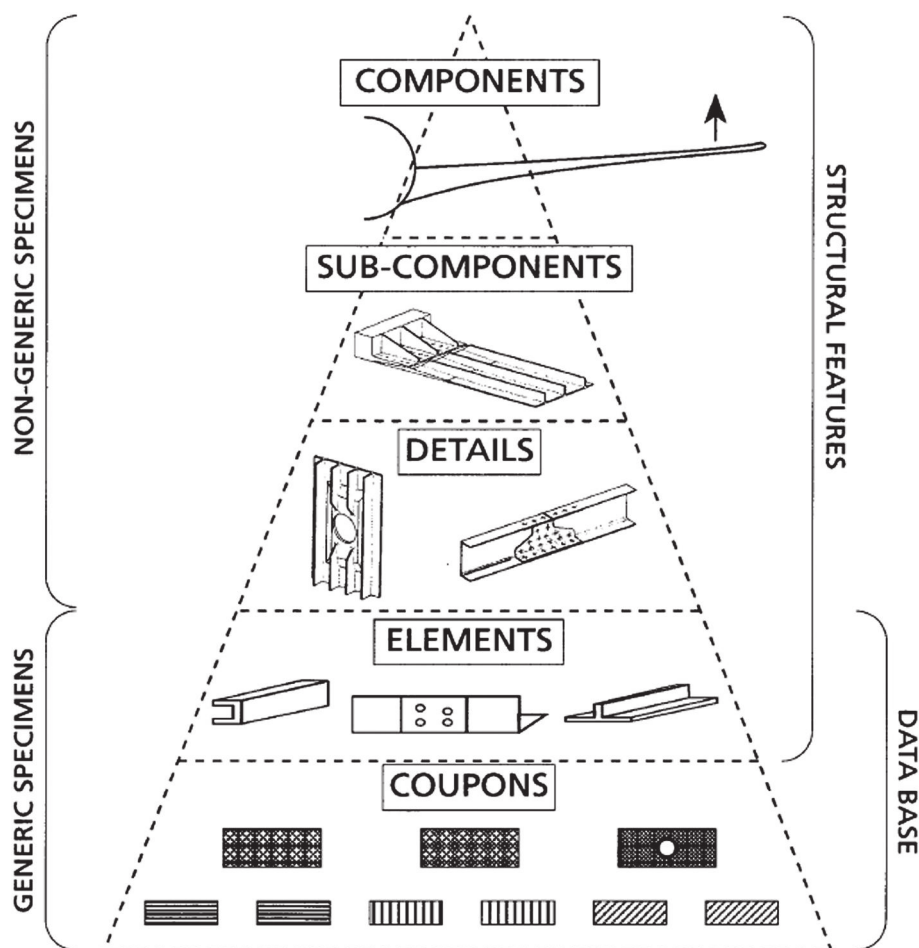 COMPONENTS
SUB-COMPONENTS
DETAILS
ELEMENTS
COUPONS
NON-GENERIC SPECIMENS
GENERIC SPECIMENS
STRUCTURAL FEATURES
DATA BASE